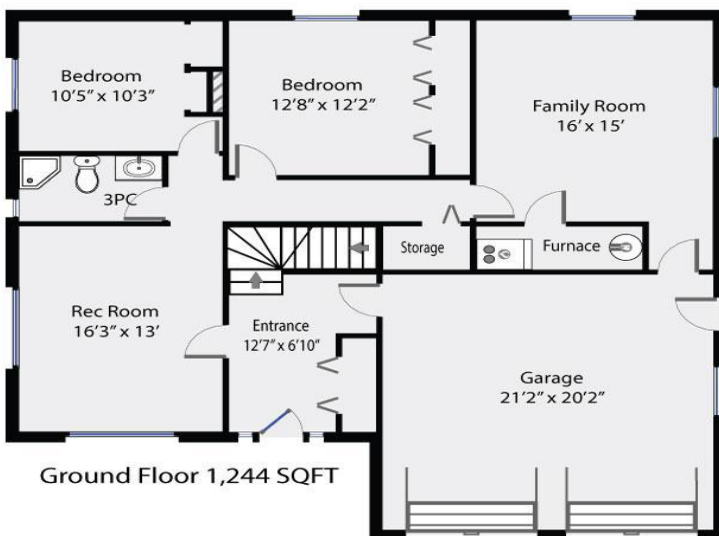 Bedroom
10'5" x 10'3"
Bedroom
12'8" x 12'2"
Family Room
16' x 15'
3PC
Storage
Furnace
Rec Room
16'3" x 13'
Entrance
12'7" x 6'10"
Garage
21'2" x 20'2"
Ground Floor 1,244 SQFT